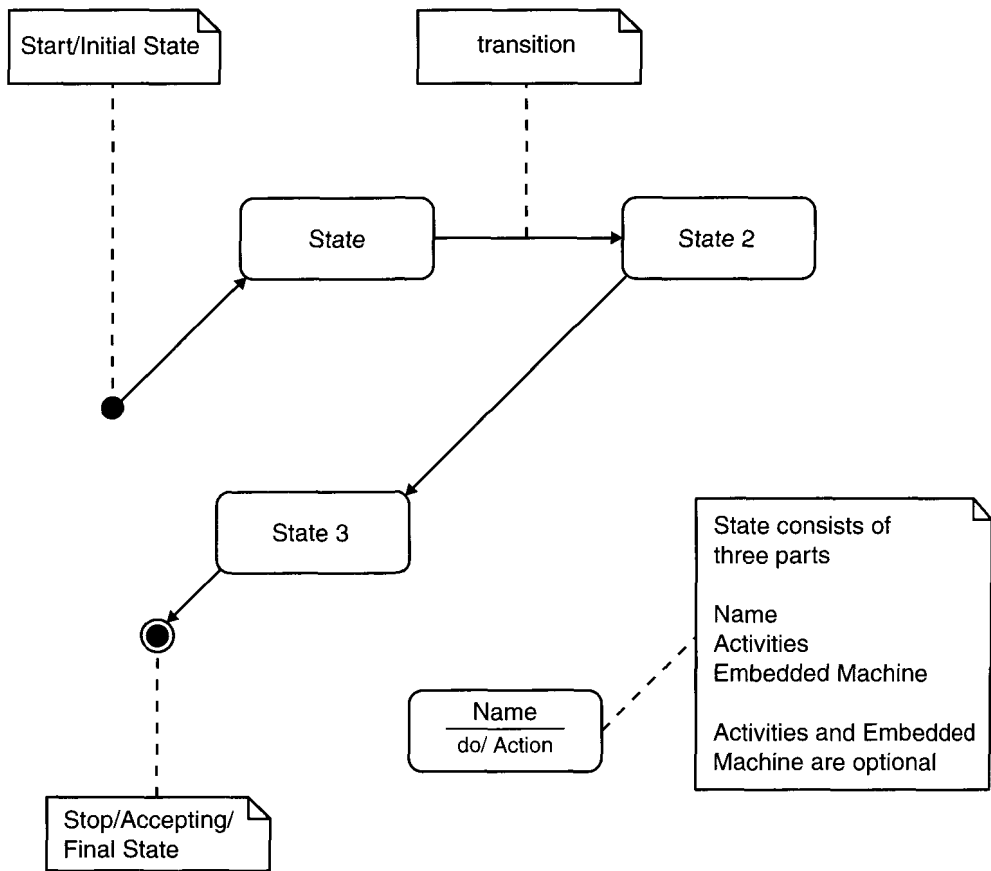 Start/Initial State
transition
State
State 2
State 3
State consists of
three parts
Name
Activities
Embedded Machine
Activities and Embedded
Machine are optional
Name
do/ Action
Stop/Accepting/
Final State